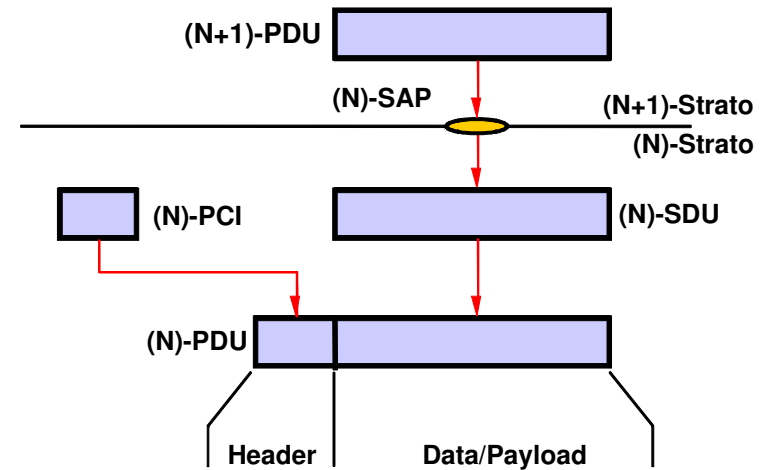 (N+1)-PDU
(N)-SAP
(N+1)-Strato
(N)-Strato
(N)-PCI
(N)-SDU
(N)-PDU
Header
Data/Payload